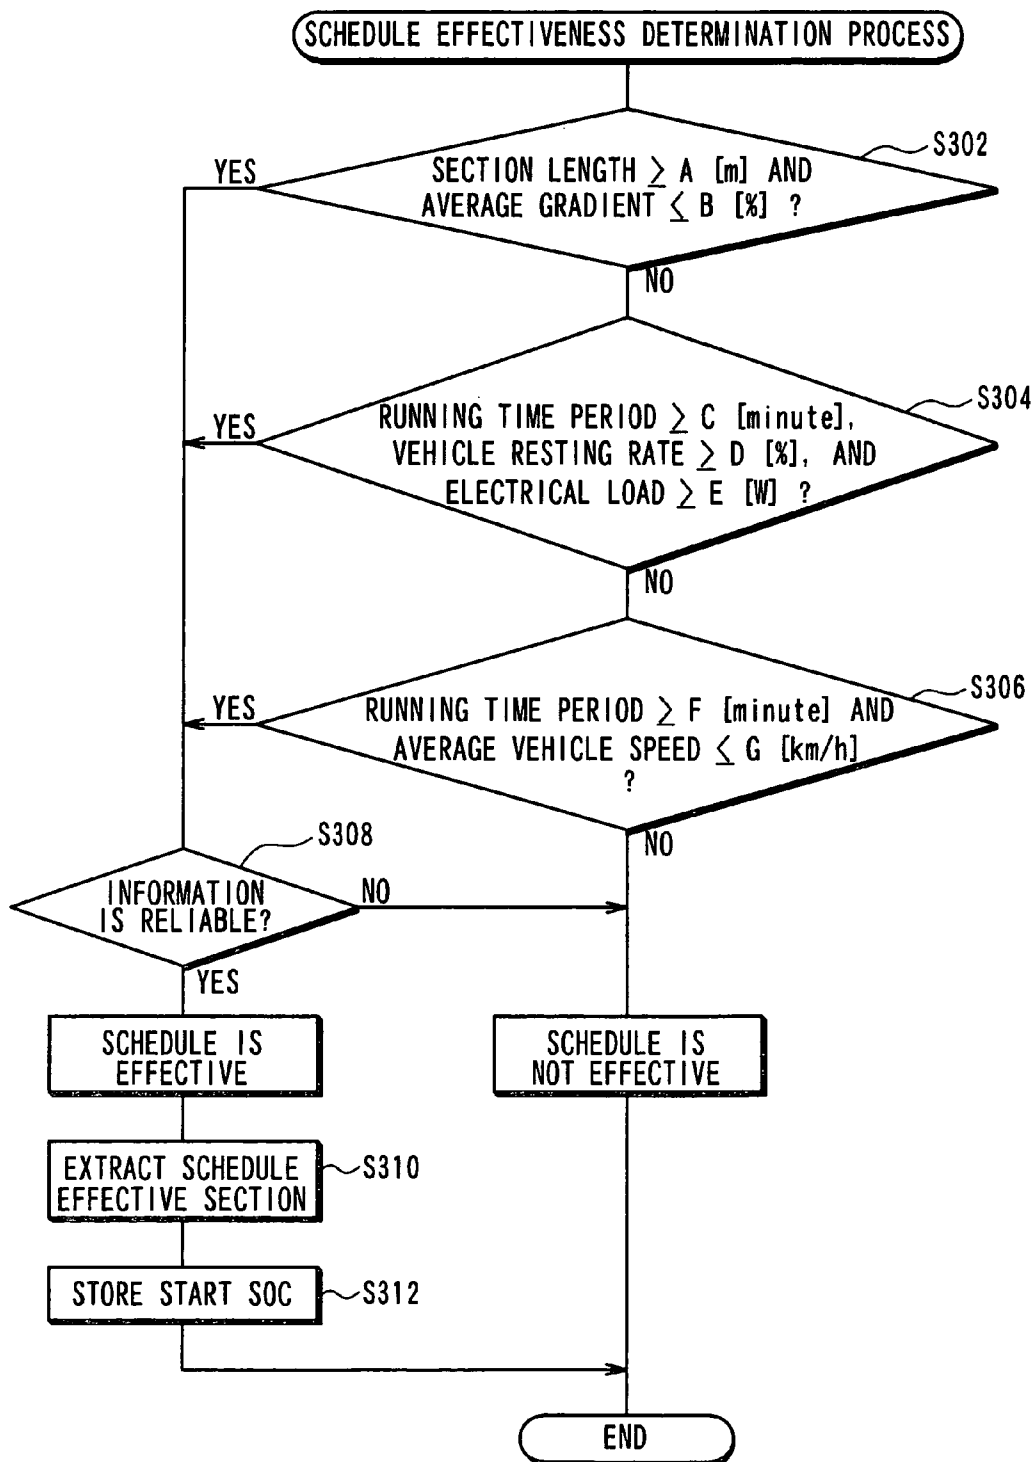 SCHEDULE EFFECTIVENESS DETERMINATION PROCESS
S302
YES
SECTION LENGTH ≥ A [m] AND
AVERAGE GRADIENT ≤ B [%] ?
NO
S304
YES
RUNNING TIME PERIOD ≥ C [minute],
VEHICLE RESTING RATE ≥ D [%], AND
ELECTRICAL LOAD ≥ E [W] ?
NO
S306
YES
RUNNING TIME PERIOD ≥ F [minute] AND
AVERAGE VEHICLE SPEED ≤ G [km/h]
?
NO
S308
INFORMATION
IS RELIABLE?
NO
YES
SCHEDULE IS
EFFECTIVE
SCHEDULE IS
NOT EFFECTIVE
EXTRACT SCHEDULE
EFFECTIVE SECTION
S310
STORE START SOC
S312
END